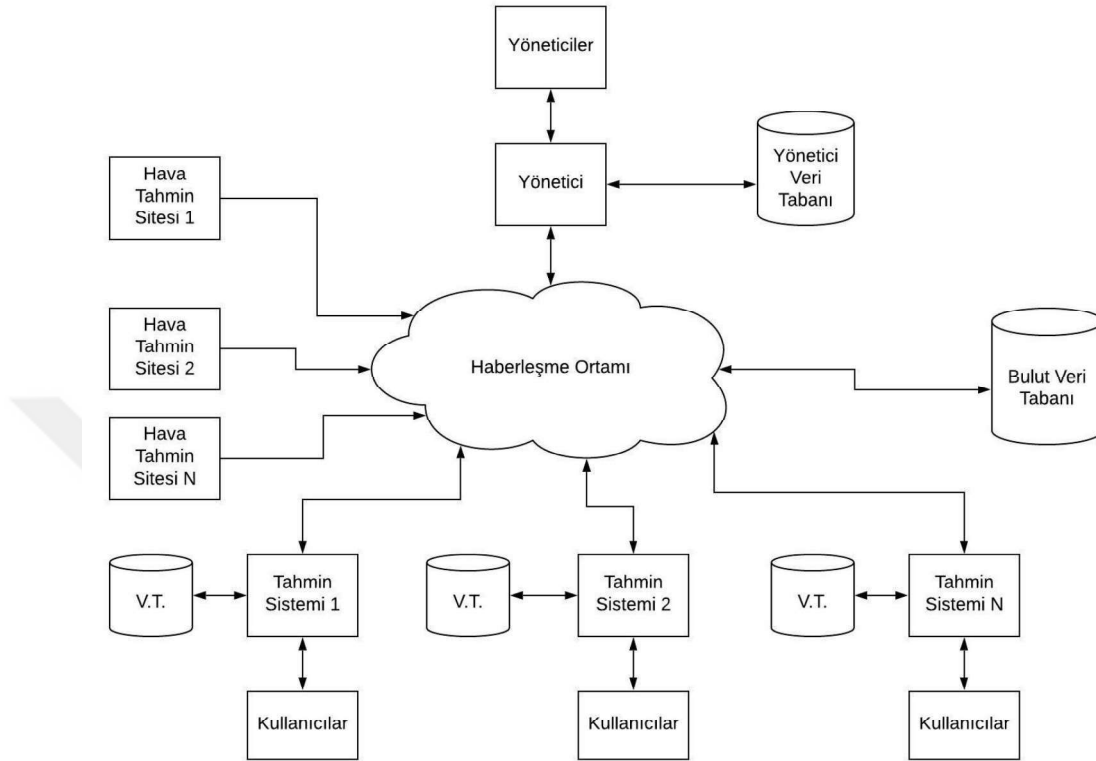 Yöneticiler
Yönetici
Yönetici
Veri
Tabanı
Hava
Tahmin
Sitesi 1
Hava
Tahmin
Sitesi 2
Hava
Tahmin
Sitesi N
Haberleşme Ortamı
Bulut Veri
Tabanı
V.T.
Tahmin
Sistemi 1
V.T.
Tahmin
Sistemi 2
V.T.
Tahmin
Sistemi N
Kullanıcılar
Kullanıcılar
Kullanıcılar